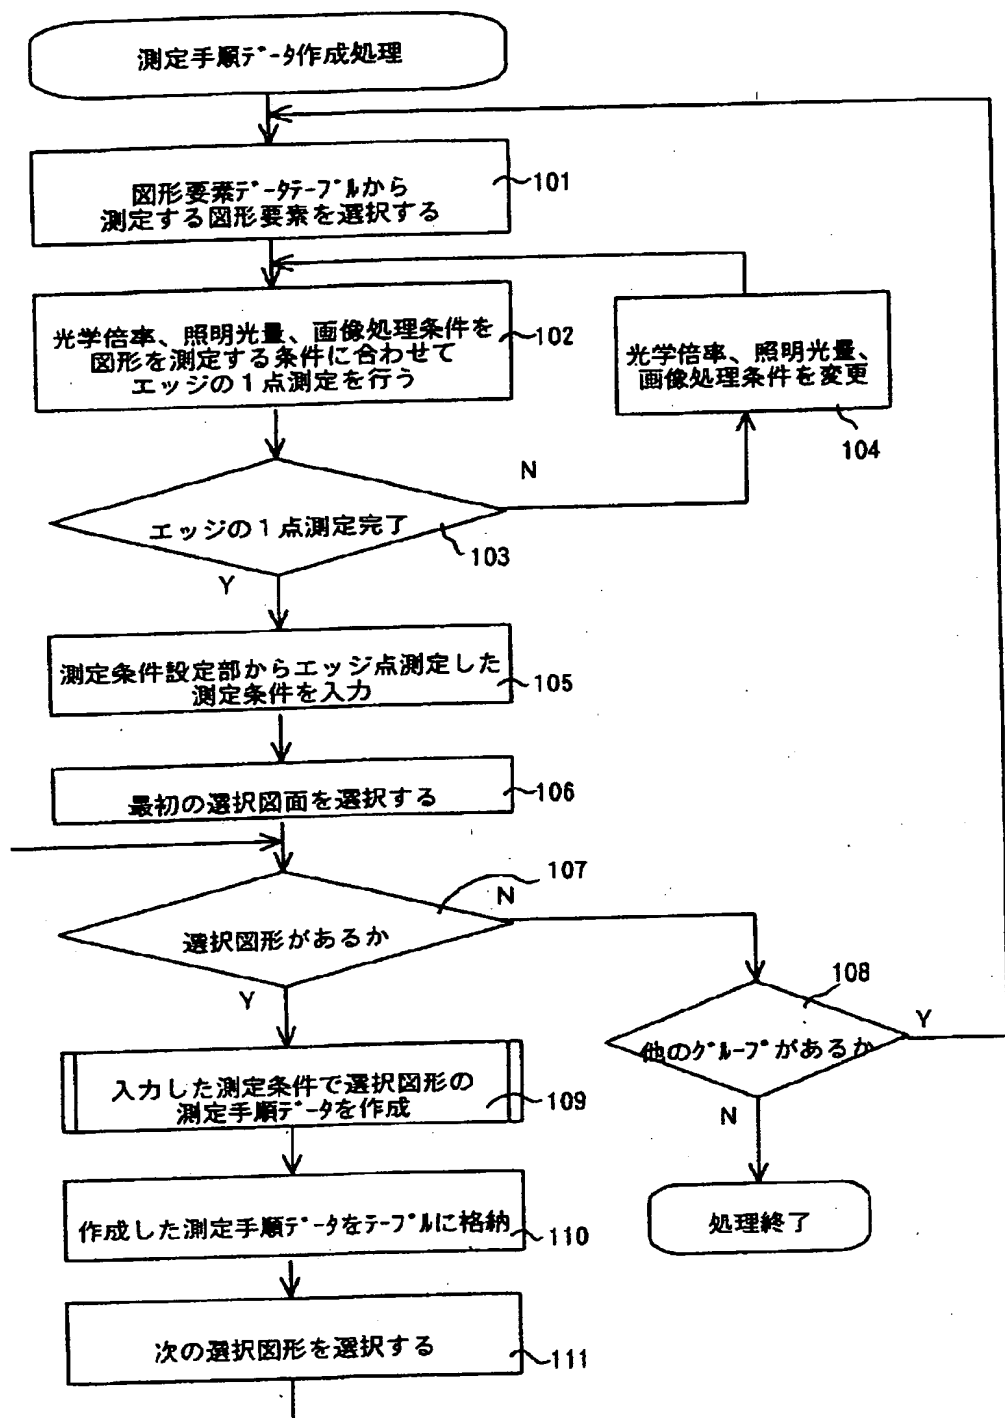 測定手順ﾃﾞｰﾀ作成処理
図形要素ﾃﾞｰﾀﾃｰﾌﾞﾙから
測定する図形要素を選択する
101
光学倍率、照明光量、画像処理条件を
図形を測定する条件に合わせて
エッジの1点測定を行う
102
光学倍率、照明光量、
画像処理条件を変更
104
エッジの1点測定完了
103
N
Y
測定条件設定部からエッジ点測定した
測定条件を入力
105
最初の選択図面を選択する
106
選択図形があるか
107
N
Y
他のｸﾞﾙｰﾌﾟがあるか
108
Y
N
入力した測定条件で選択図形の
測定手順ﾃﾞｰﾀを作成
109
作成した測定手順ﾃﾞｰﾀをﾃｰﾌﾞﾙに格納
110
処理終了
次の選択図形を選択する
111